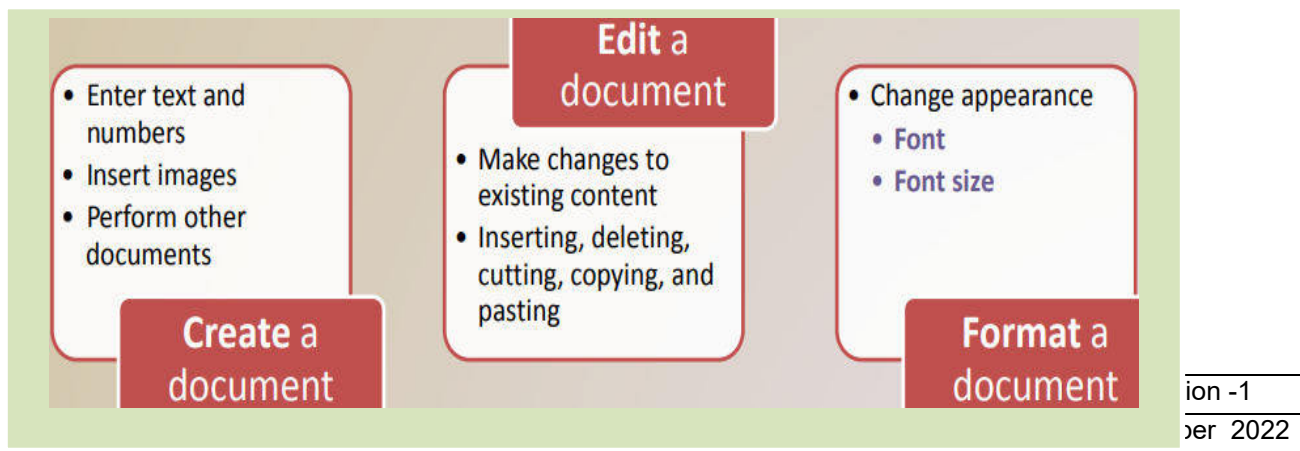 • Enter text and
numbers
• Insert images
• Perform other
documents
Create a
document
Edit a
document
• Make changes to
existing content
• Inserting, deleting,
cutting, copying, and
pasting
• Change appearance
• Font
• Font size
Format a
document
ion -1
2022